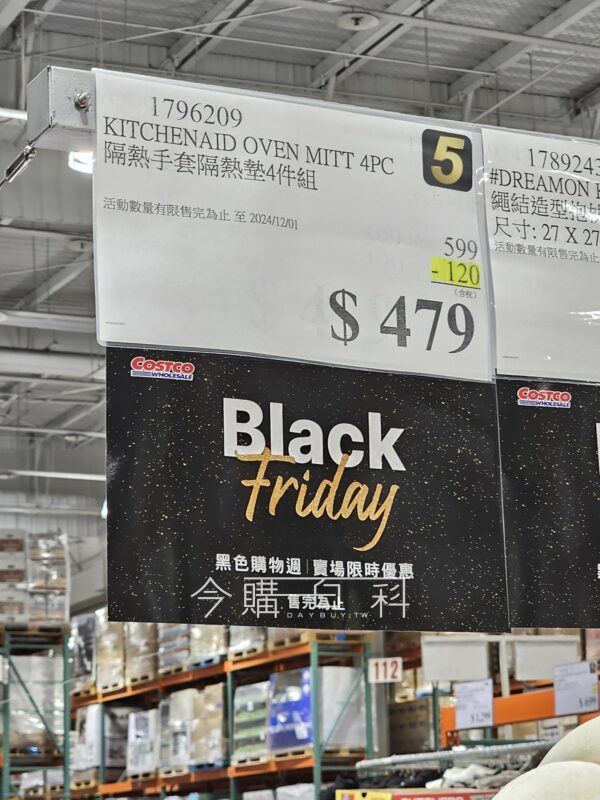 1796209
KITCHENAID OVEN MITT 4PC
隔熱手套隔熱墊4件組
5
活動數量有限售完為止 至 2024/12/01
599
- 120
(含稅)
$ 479
178924
#DREAMON
繩結造型抱
尺寸: 27 X 27
活動數量有限售完為止
COSTCO
WHOLESALE
Black
Friday
黑色購物週 | 賣場限時優惠
售完為止
今購百科
DAYBUY.TW
COSTCO
WHOLESALE
112